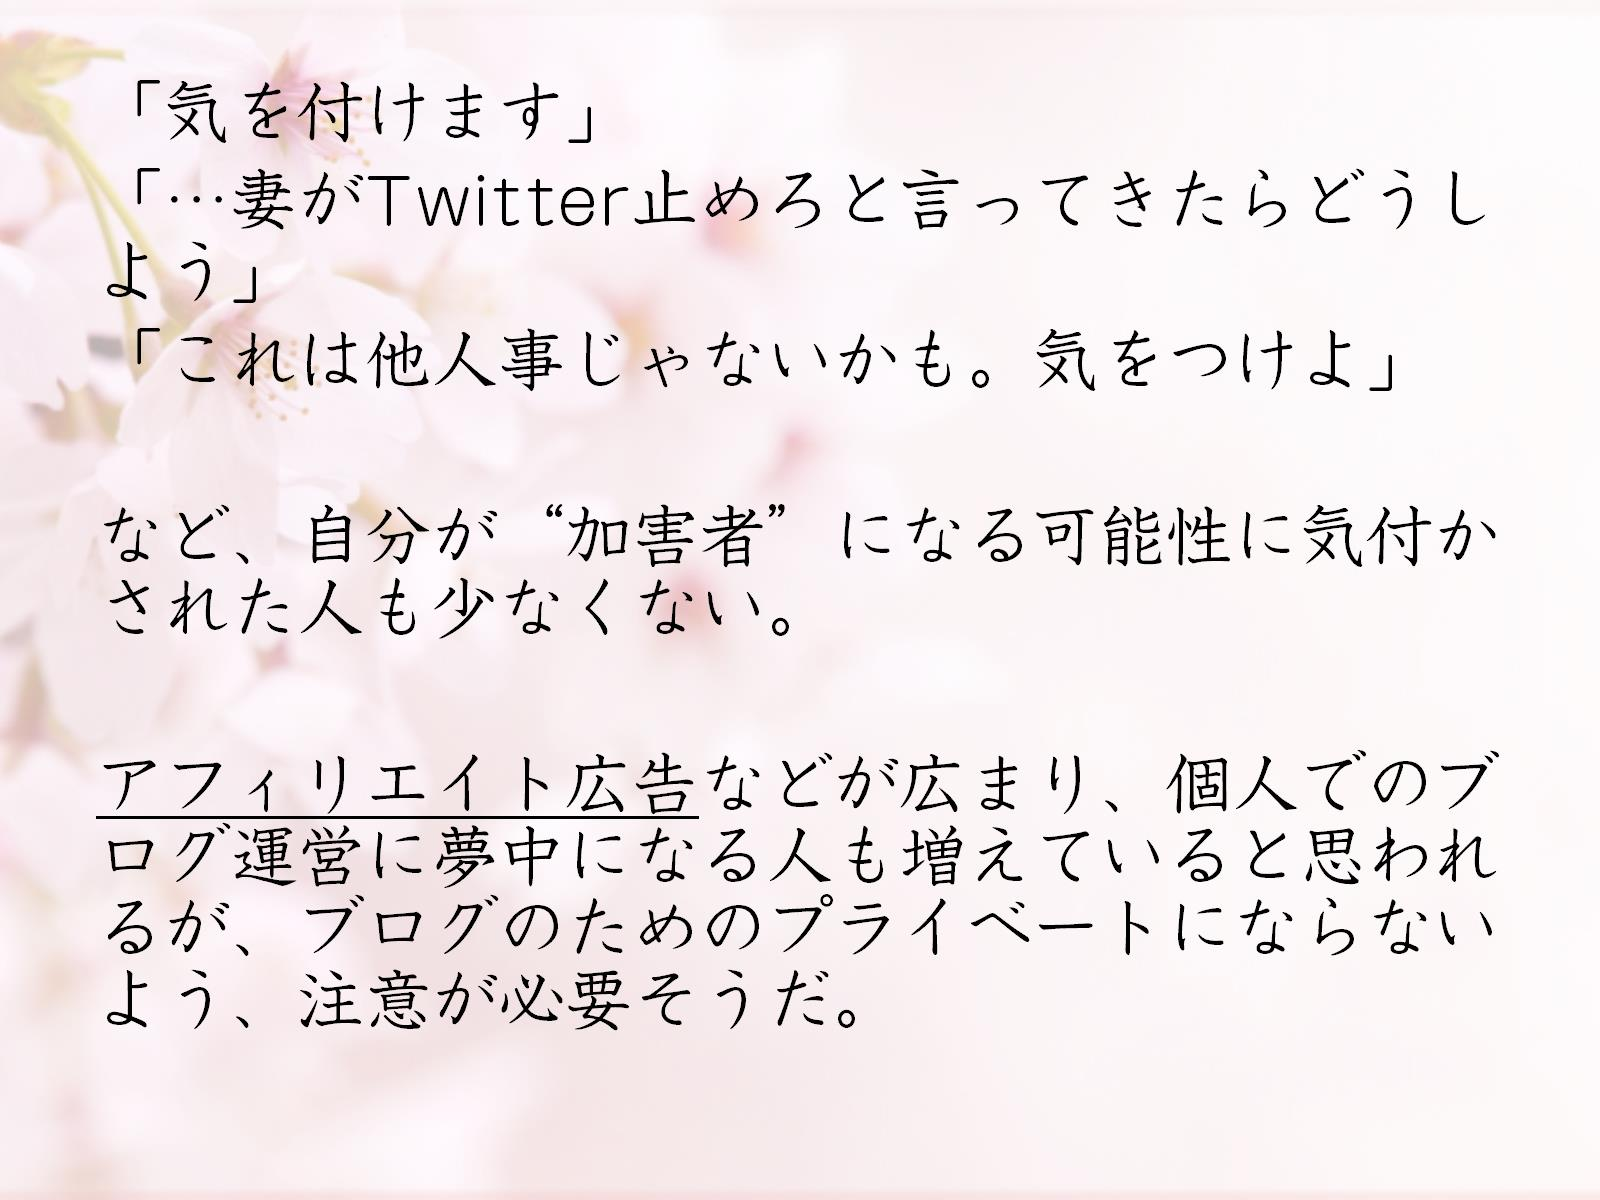 「気を付けます」
「…妻がTwitter止めろと言ってきたらどうし
よう」
「これは他人事じゃないかも。気をつけよ」
など、自分が“加害者” になる可能性に気付か
された人も少なくない。
アフィリエイト広告などが広まり、個人でのブ
ログ運営に夢中になる人も増えていると思われ
るが、ブログのためのプライベートにならない
よう、注意が必要そうだ。